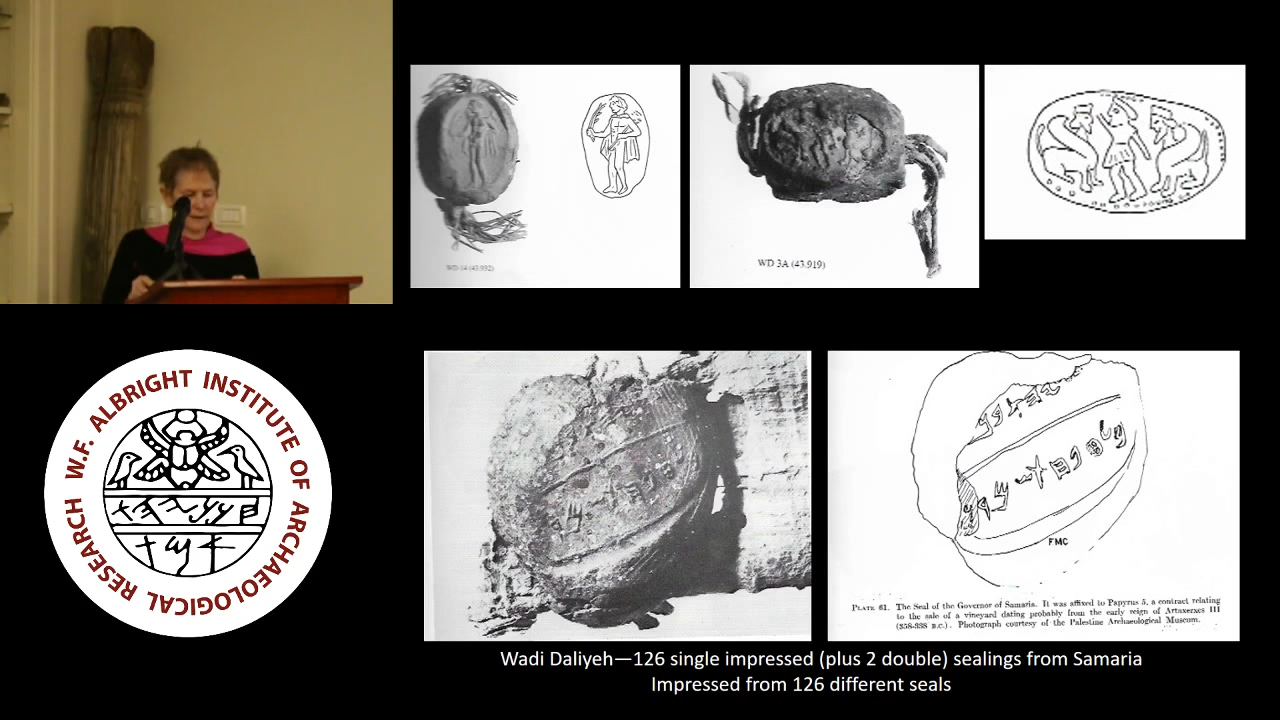 WD 3A (43.919)
W.F. ALBRIGHT INSTITUTE OF ARCHAEOLOGICAL RESEARCH
FMC
PLATE 61. The Seal of the Governor of Samaria. It was affixed to Papyrus 5, a contract relating
to the sale of a vineyard dating probably from the early reign of Artaxerxes III
(358-338 B.C.). Photograph courtesy of the Palestine Archaeological Museum.
Wadi Daliyeh—126 single impressed (plus 2 double) sealings from Samaria
Impressed from 126 different seals